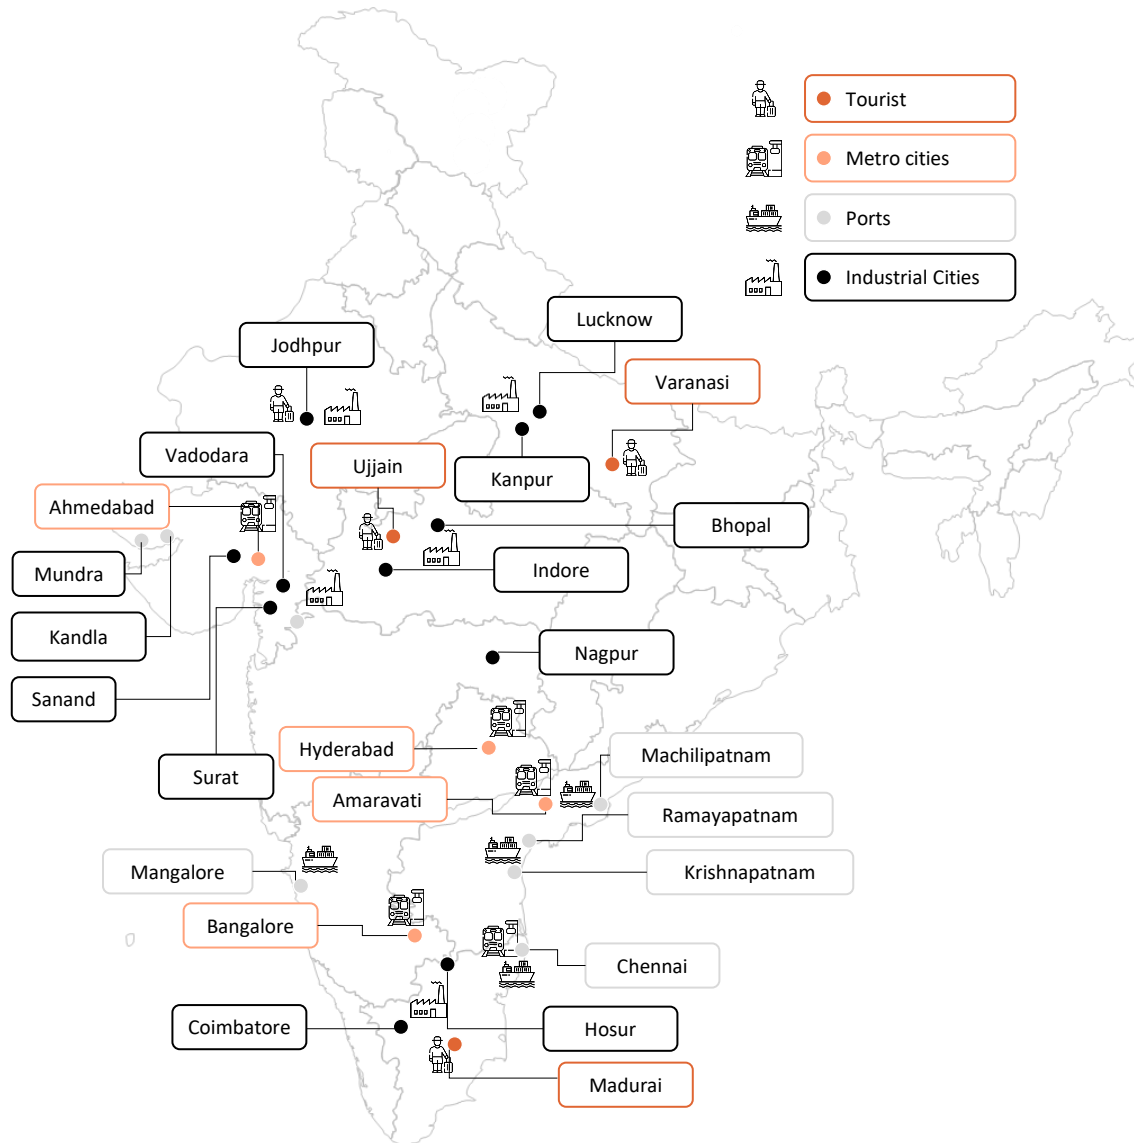 Tourist
Metro cities
Ports
Industrial Cities
Lucknow
Jodhpur
Varanasi
Vadodara
Ujjain
Kanpur
Ahmedabad
Bhopal
Mundra
Indore
Kandla
Nagpur
Sanand
Hyderabad
Machilipatnam
Surat
Amaravati
Ramayapatnam
Mangalore
Krishnapatnam
Bangalore
Chennai
Coimbatore
Hosur
Madurai